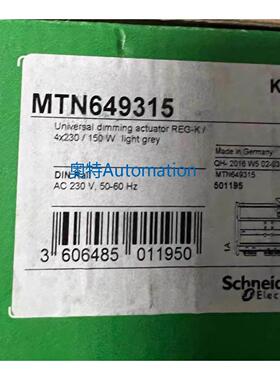 K
MTN649315
Universal dimming actuator REG-K /
4x230 / 150 W light grey
Made in Germany
QH- 2016 W5 02-03
MTN649315
501195
DIN Rail
AC 230 V, 50-60 Hz
奥特Automation
1A
3 606485 011950
Schneid
Elec